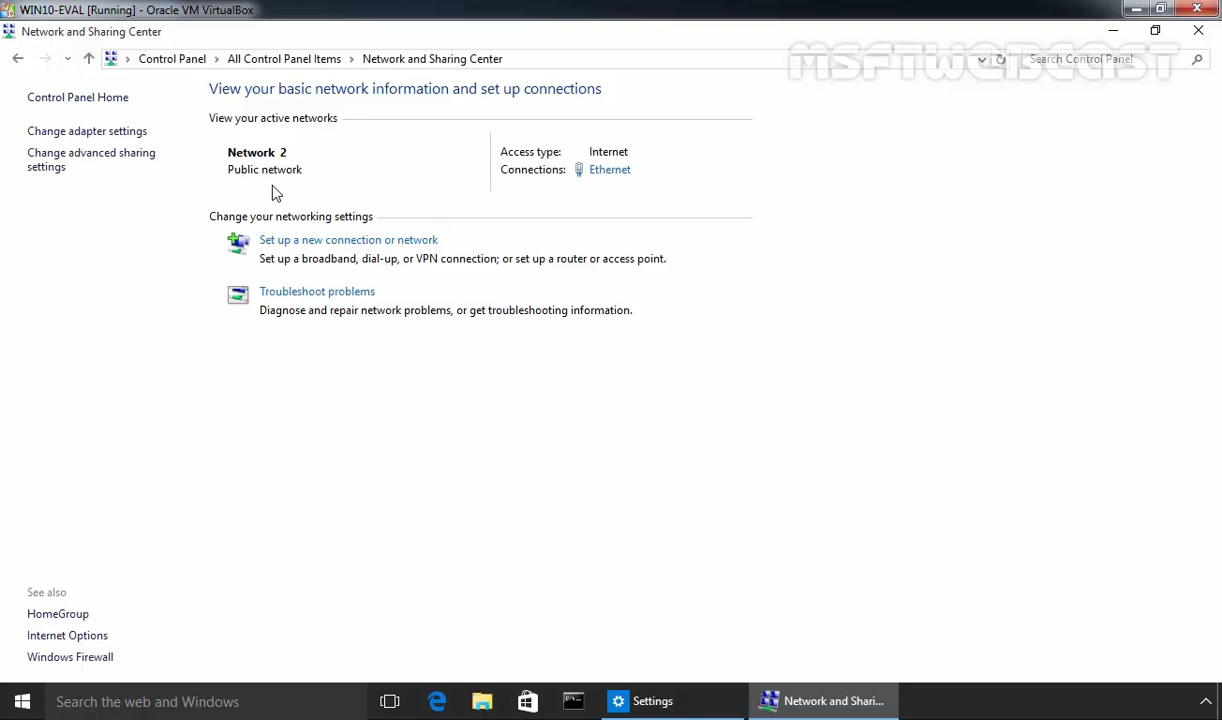 WIN10-EVAL [Running] - Oracle VM VirtualBox
Network and Sharing Center
Control Panel > All Control Panel Items > Network and Sharing Center
Search Control Panel
MSFTWEBCAST
Control Panel Home
Change adapter settings
Change advanced sharing
settings
View your basic network information and set up connections
View your active networks
Network 2
Public network
Access type: Internet
Connections: Ethernet
Change your networking settings
Set up a new connection or network
Set up a broadband, dial-up, or VPN connection; or set up a router or access point.
Troubleshoot problems
Diagnose and repair network problems, or get troubleshooting information.
See also
HomeGroup
Internet Options
Windows Firewall
Search the web and Windows
Settings
Network and Shari...